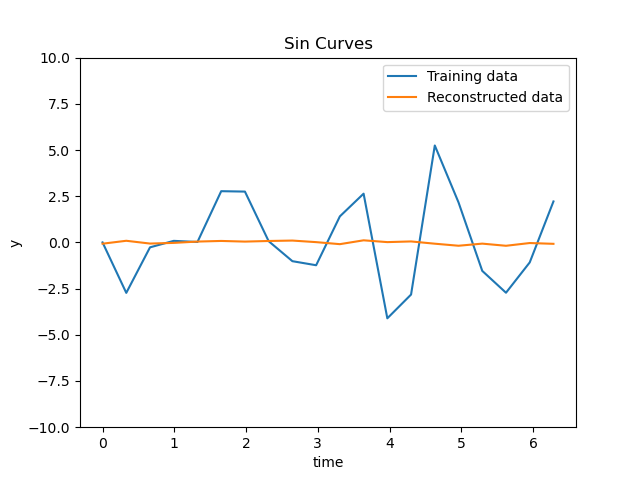 Sin Curves
Training data
Reconstructed data
10.0
7.5
5.0
2.5
0.0
−2.5
−5.0
−7.5
−10.0
y
0 1 2 3 4 5 6
time